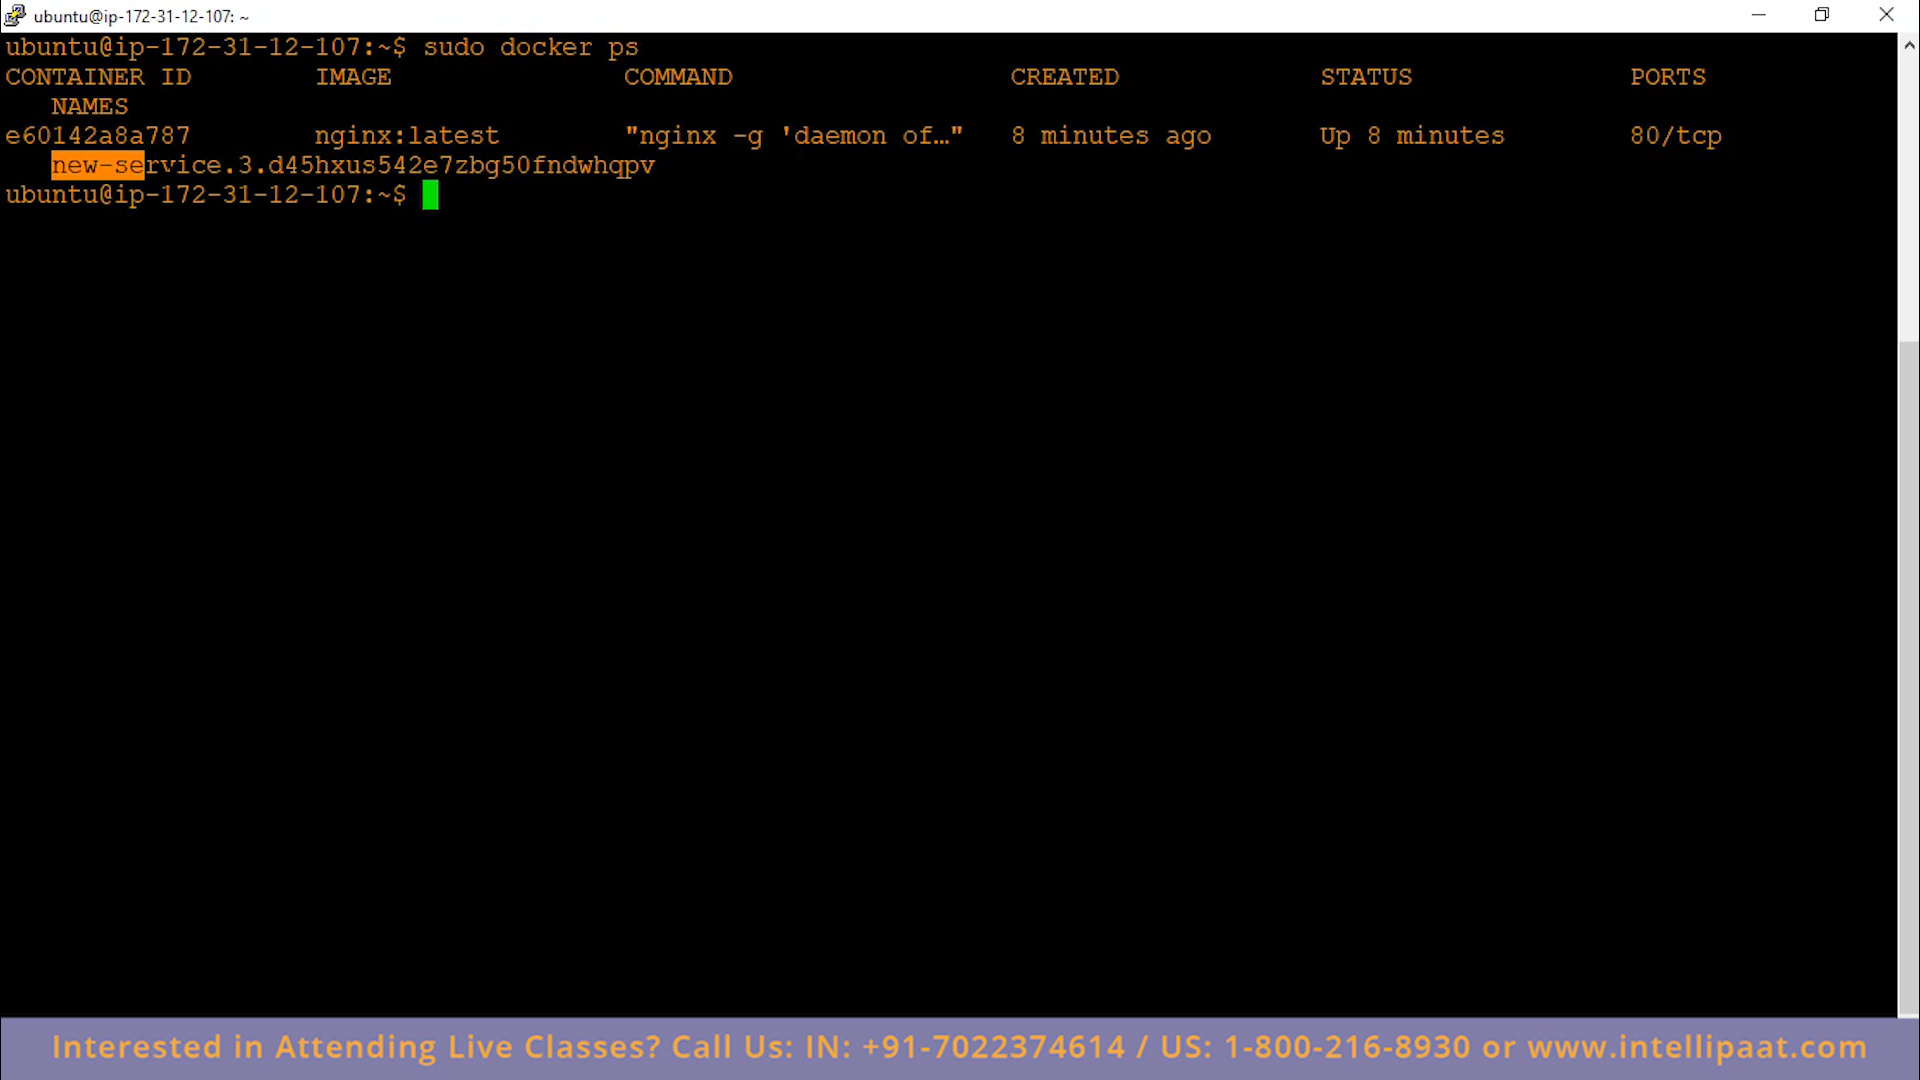 ubuntu@ip-172-31-12-107: ~
ubuntu@ip-172-31-12-107:~$ sudo docker ps
CONTAINER ID IMAGE COMMAND CREATED STATUS PORTS
NAMES
e60142a8a787 nginx:latest "nginx -g 'daemon of…" 8 minutes ago Up 8 minutes 80/tcp
new-service.3.d45hxus542e7zbg50fndwhqpv
ubuntu@ip-172-31-12-107:~$
Interested in Attending Live Classes? Call Us: IN: +91-7022374614 / US: 1-800-216-8930 or www.intellipaat.com